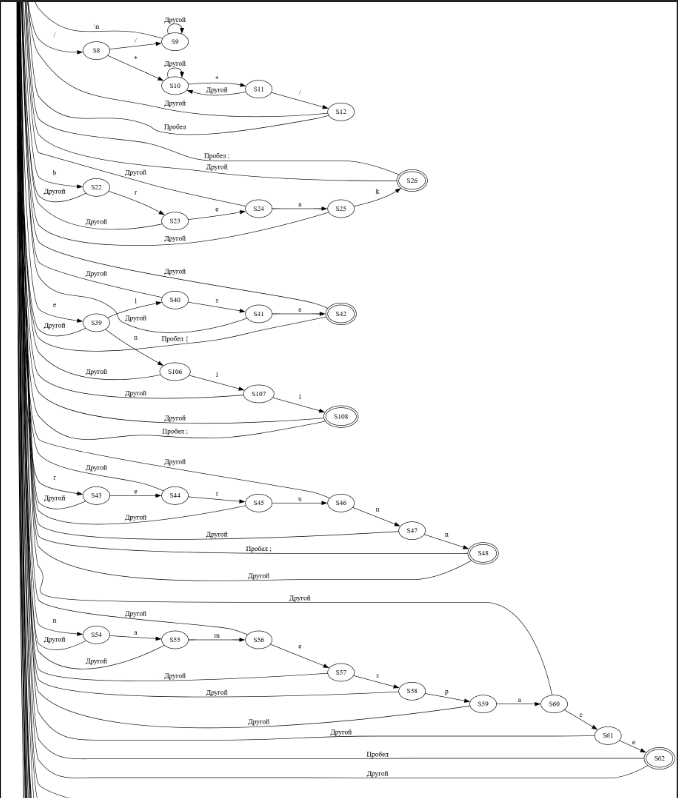 \n
Другой
/
/
S9
S8
*
Другой
S10
*
S11
Другой
/
Другой
S12
Пробел
Пробел ;
Другой
S26
b
Другой
S22
Другой
r
S24
a
S25
k
Другой
S23
e
Другой
Другой
Другой
e
S40
s
l
Другой
S39
Другой
S41
e
S42
n
Пробел {
S106
Другой
Другой
S107
Другой
S108
Пробел ;
Другой
Другой
r
S43
e
S44
S45
u
S46
Другой
Другой
n
Другой
S47
n
Пробел ;
S48
Другой
Другой
n
Другой
S54
a
S55
m
S56
Другой
Другой
e
S57
Другой
s
S58
Другой
p
S59
a
S60
Другой
c
Другой
S61
e
Пробел
S62
Другой